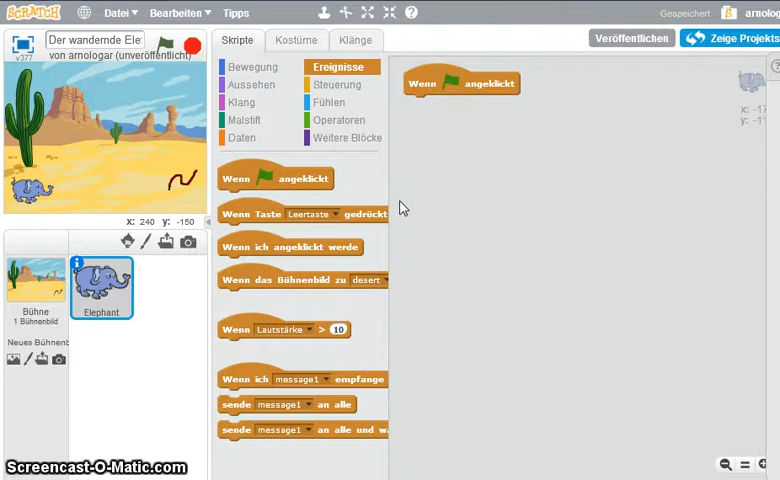 SCRATCH Datei Bearbeiten Tipps Gespeichert arnologar
Der wandernde Ele
von arnologar (unveröffentlicht)
v377
Skripte Kostüme Klänge
Veröffentlichen Zeige Projekts
Bewegung Ereignisse
Aussehen Steuerung
Klang Fühlen
Malstift Operatoren
Daten Weitere Blöcke
Wenn angeklickt
Wenn Taste Leertaste gedrückt
Wenn ich angeklickt werde
Wenn das Bühnenbild zu desert
Wenn Lautstärke > 10
Wenn ich message1 empfange
sende message1 an alle
sende message1 an alle und wa
Wenn angeklickt
x: -17
y: -11
x: 240 y: -150
Bühne
1 Bühnenbild
Elephant
Neues Bühnenb
Screencast-O-Matic.com